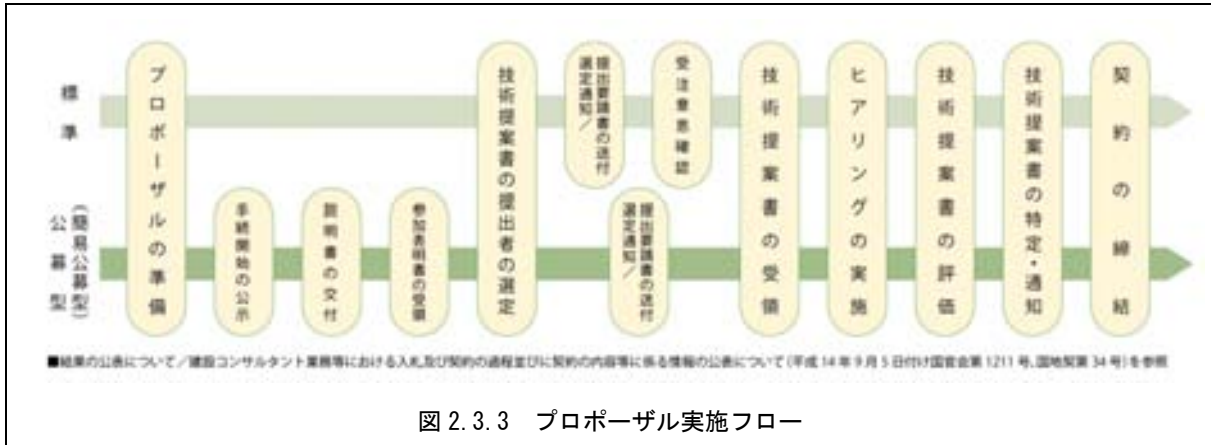 標準
公募型
(簡易公募型)
プロポーザルの準備
手続開始の公示
説明書の交付
参加表明書の受領
技術提案書の提出者の選定
選定通知／
提出要請書の送付
受注意思確認
選定通知／
提出要請書の送付
技術提案書の受領
ヒアリングの実施
技術提案書の評価
技術提案書の特定・通知
契約の締結
■結果の公表について／建設コンサルタント業務等における入札及び契約の過程並びに契約の内容等に係る情報の公表について(平成14年9月5日付け国官会第1211号、国地契第34号)を参照
図2.3.3　プロポーザル実施フロー